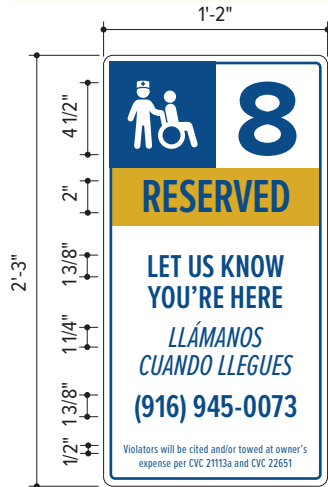 1'-2"
2'-3"
4 1/2"
8
2"
RESERVED
1 3/8"
LET US KNOW
YOU'RE HERE
1 1/4"
LLÁMANOS
CUANDO LLEGUES
1 3/8"
(916) 945-0073
1/2"
Violators will be cited and/or towed at owner's
expense per CVC 21113a and CVC 22651